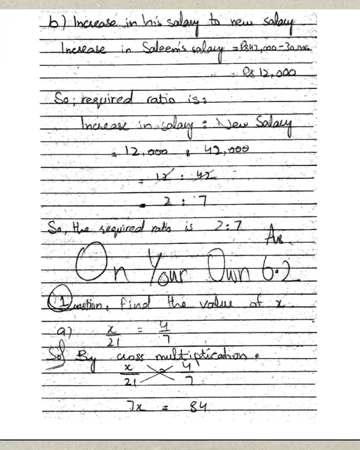 b) Increase in his salary to new salary
Increase in Saleem's salary = Rs 42,000 - 30,000
= Rs 12,000
So, required ratio is:
Increase in salary : New Salary
= 12,000 : 42,000
= 12 : 42
= 2 : 7
So, the required ratio is 2:7
Ans.
On Your Own 6.2
Question 1. Find the value of x.
a) x/21 = 4/7
Sol By cross multiplication.
x/21 = 4/7
7x = 84